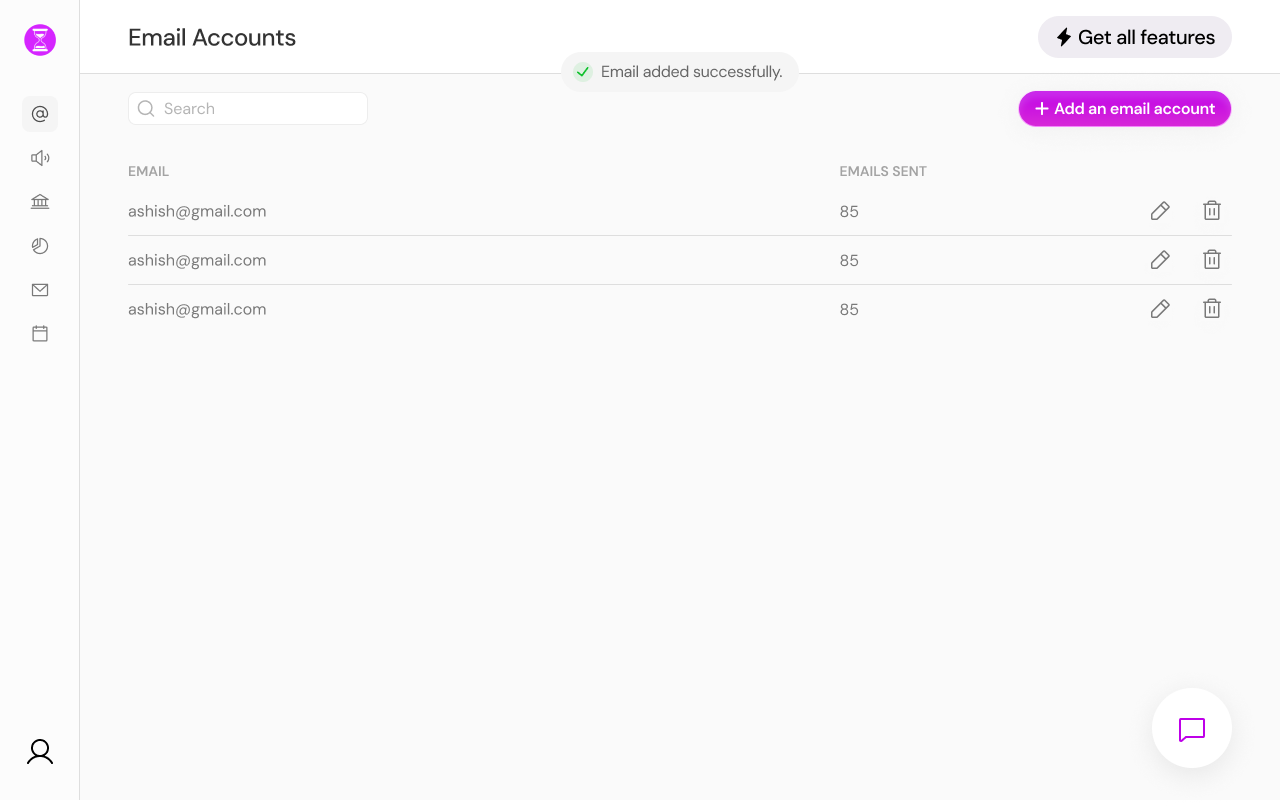 Email Accounts
Get all features
Email added successfully.
Search
Add an email account
EMAIL
EMAILS SENT
ashish@gmail.com 85
ashish@gmail.com 85
ashish@gmail.com 85